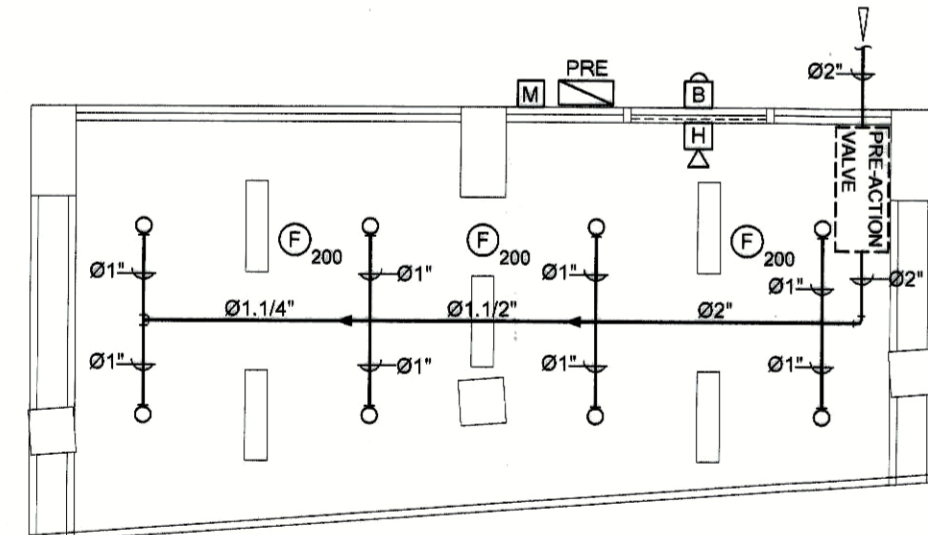 Ø2"
PRE
M
B
H
PRE-ACTION
VALVE
F
200
F
200
F
200
Ø1"
Ø1"
Ø1"
Ø1"
Ø2"
Ø1.1/4"
Ø1.1/2"
Ø2"
Ø1"
Ø1"
Ø1"
Ø1"